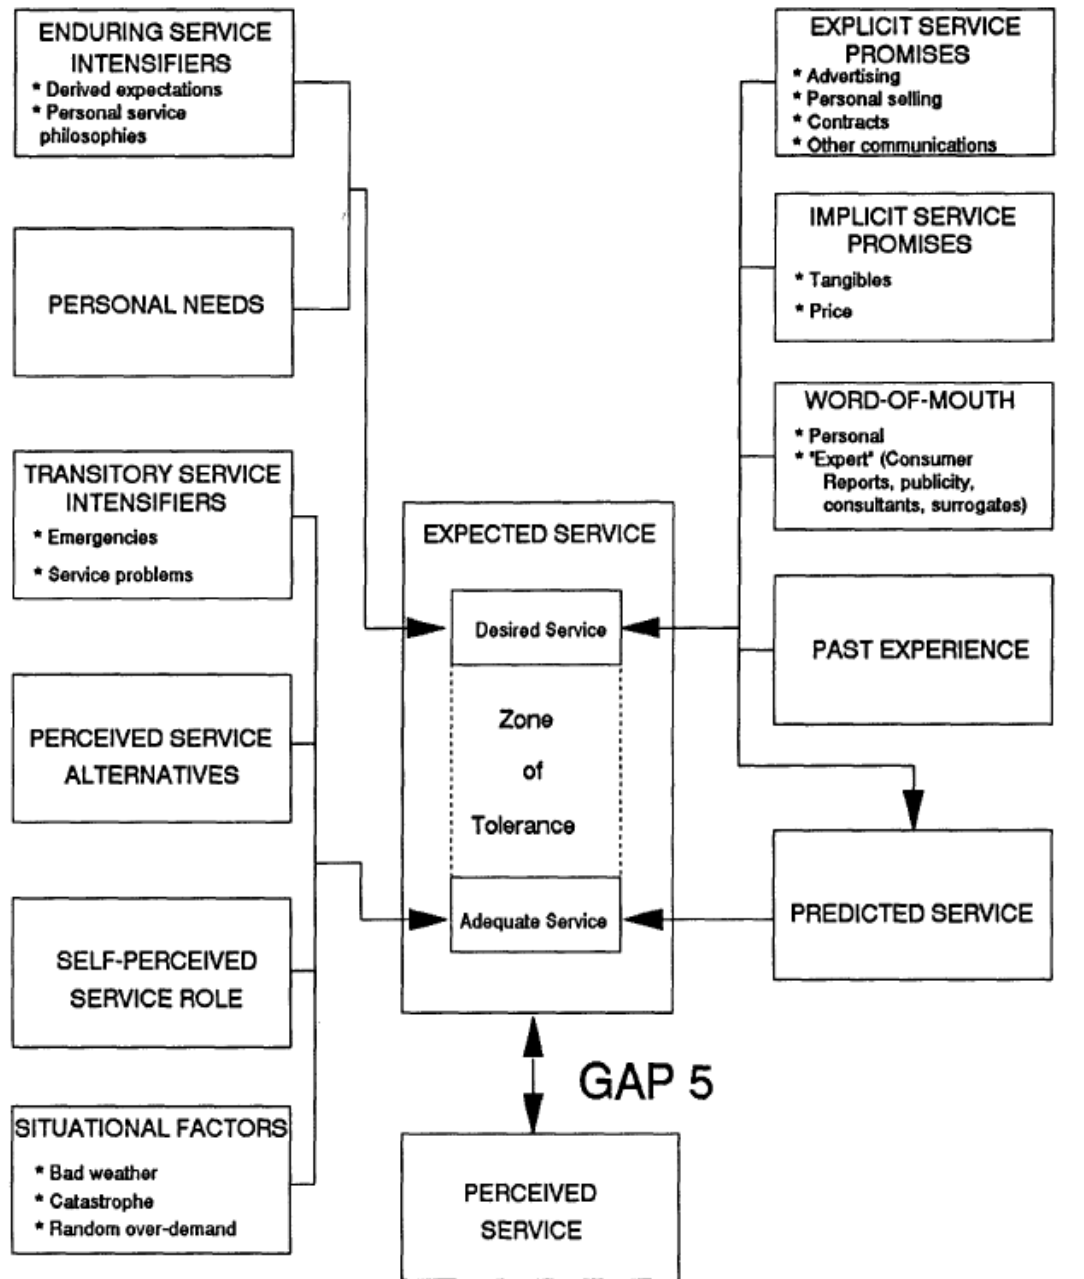 ENDURING SERVICE
INTENSIFIERS
* Derived expectations
* Personal service
philosophies
PERSONAL NEEDS
TRANSITORY SERVICE
INTENSIFIERS
* Emergencies
* Service problems
PERCEIVED SERVICE
ALTERNATIVES
SELF-PERCEIVED
SERVICE ROLE
SITUATIONAL FACTORS
* Bad weather
* Catastrophe
* Random over-demand
EXPECTED SERVICE
Desired Service
Zone
of
Tolerance
Adequate Service
GAP 5
PERCEIVED
SERVICE
EXPLICIT SERVICE
PROMISES
* Advertising
* Personal selling
* Contracts
* Other communications
IMPLICIT SERVICE
PROMISES
* Tangibles
* Price
WORD-OF-MOUTH
* Personal
* "Expert" (Consumer
Reports, publicity,
consultants, surrogates)
PAST EXPERIENCE
PREDICTED SERVICE